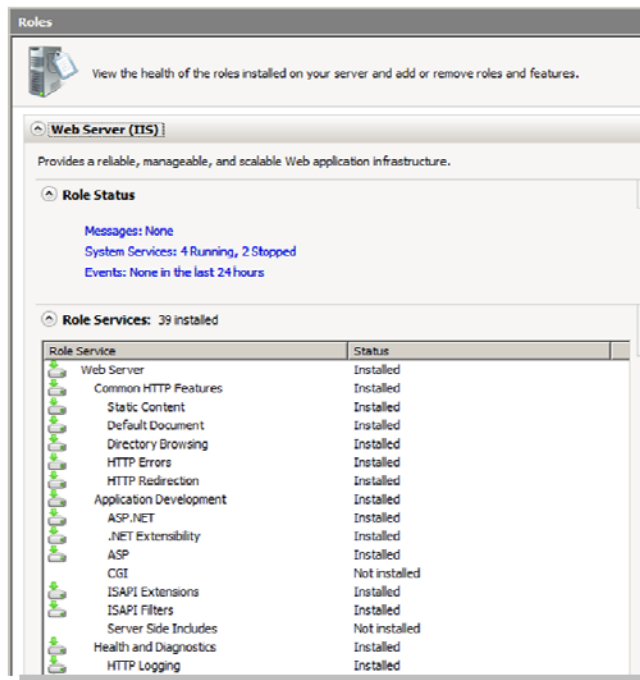 Roles
View the health of the roles installed on your server and add or remove roles and features.
Web Server (IIS)
Provides a reliable, manageable, and scalable Web application infrastructure.
Role Status
Messages: None
System Services: 4 Running, 2 Stopped
Events: None in the last 24 hours
Role Services: 39 installed
Role Service Status
Web Server Installed
Common HTTP Features Installed
Static Content Installed
Default Document Installed
Directory Browsing Installed
HTTP Errors Installed
HTTP Redirection Installed
Application Development Installed
ASP.NET Installed
.NET Extensibility Installed
ASP Installed
CGI Not installed
ISAPI Extensions Installed
ISAPI Filters Installed
Server Side Includes Not installed
Health and Diagnostics Installed
HTTP Logging Installed